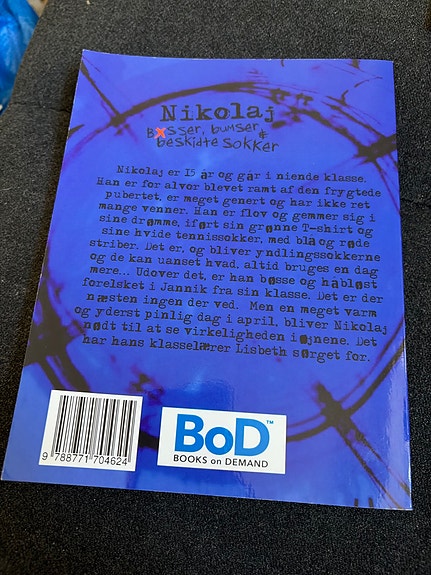 Nikolaj
Bøsser, bumser &
beskidte sokker
Nikolaj er 15 år og går i niende klasse.
Han er for alvor blevet ramt af den frygtede
pubertet, er meget genert og har ikke ret
mange venner. Han er flov og gemmer sig i
sine drømme, iført sin grønne T-shirt og
sine hvide tennissokker, med blå og røde
striber. Det er, og bliver yndlingssokkerne
og de kan uanset hvad, altid bruges en dag
mere... Udover det, er han bøsse og håbløst
forelsket i Jannik fra sin klasse. Det er der
næsten ingen der ved. Men en meget varm
og yderst pinlig dag i april, bliver Nikolaj
nødt til at se virkeligheden i øjnene. Det
har hans klasselærer Lisbeth sørget for.
9 788771 704624
BoD™
BOOKS on DEMAND